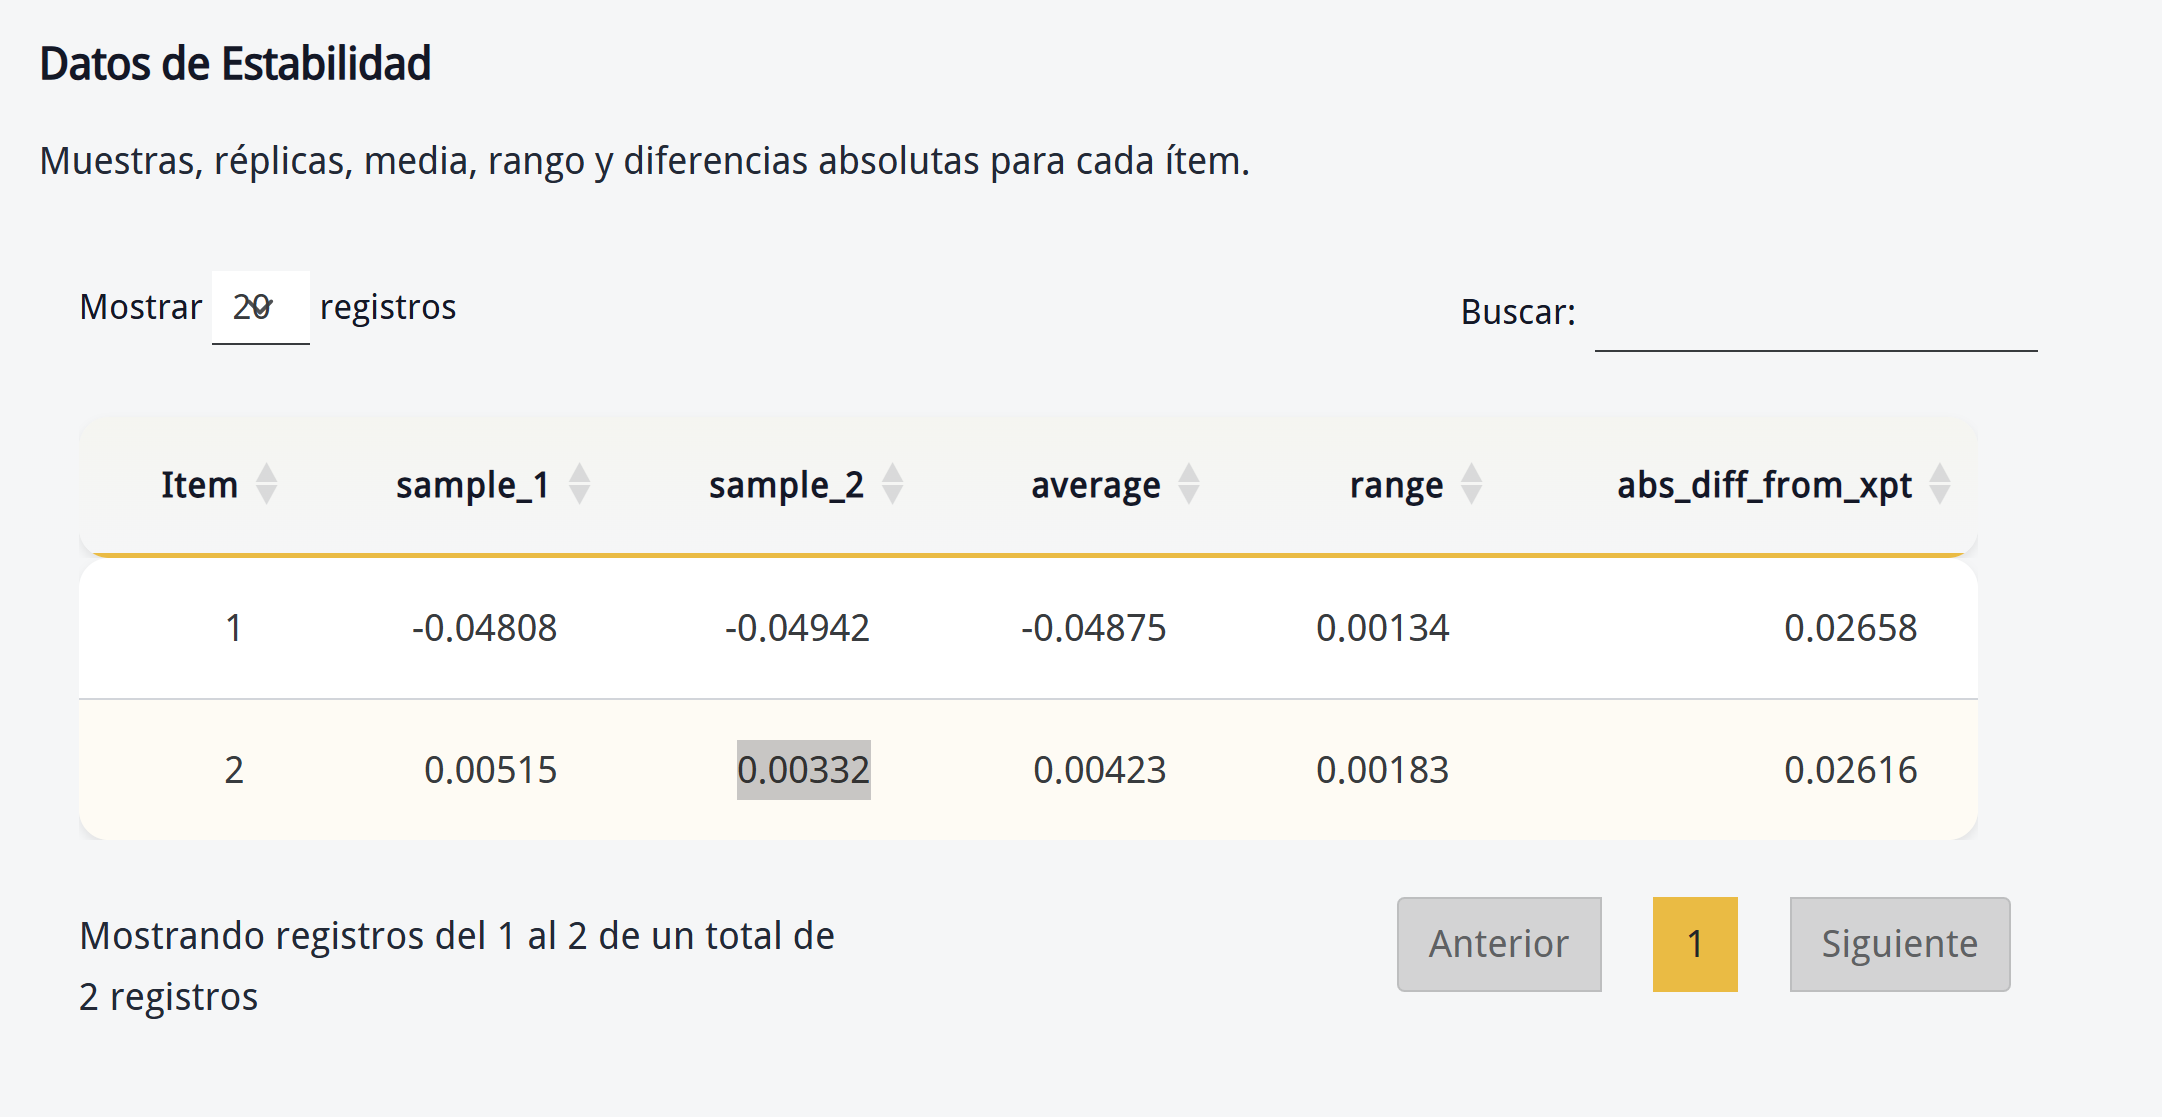 Datos de Estabilidad
Muestras, réplicas, media, rango y diferencias absolutas para cada ítem.
Mostrar 20 registros
Buscar:
Item sample_1 sample_2 average range abs_diff_from_xpt
1 -0.04808 -0.04942 -0.04875 0.00134 0.02658
2 0.00515 0.00332 0.00423 0.00183 0.02616
Mostrando registros del 1 al 2 de un total de
2 registros
Anterior 1 Siguiente